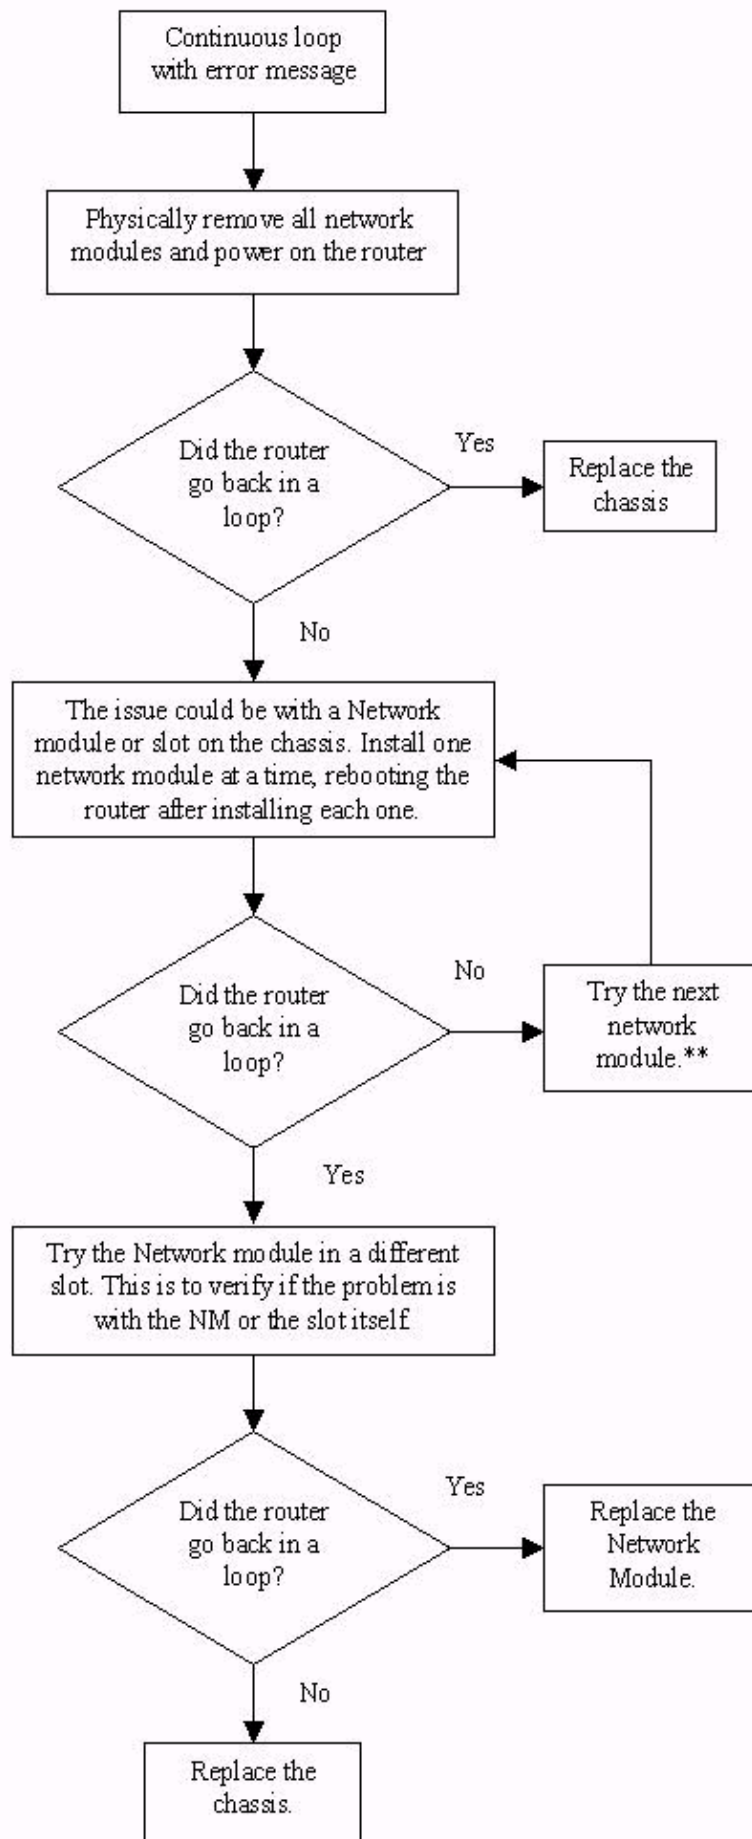 Continuous loop
with error message
Physically remove all network
modules and power on the router
Did the router
go back in a
loop?
Yes
Replace the
chassis
No
The issue could be with a Network
module or slot on the chassis. Install one
network module at a time, rebooting the
router after installing each one.
Did the router
go back in a
loop?
No
Try the next
network
module.**
Yes
Try the Network module in a different
slot. This is to verify if the problem is
with the NM or the slot itself.
Did the router
go back in a
loop?
Yes
Replace the
Network
Module.
No
Replace the
chassis.